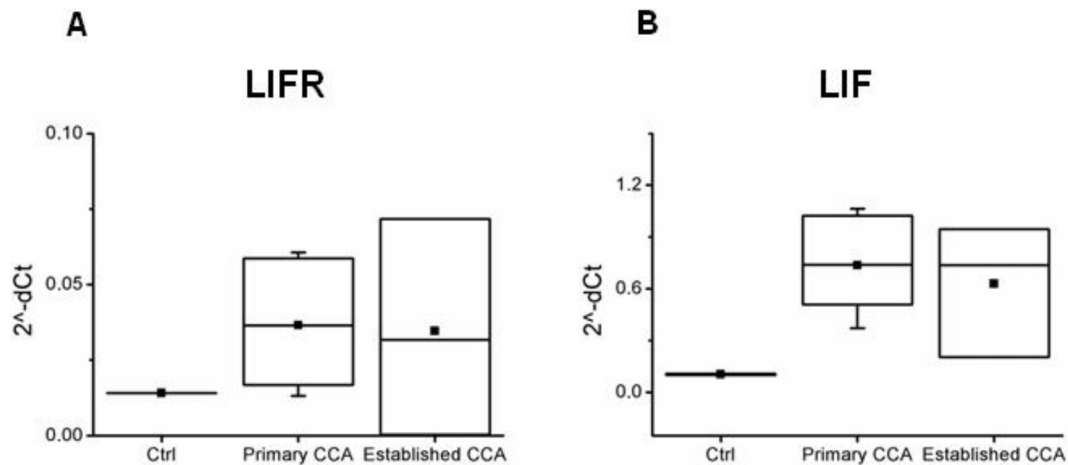 A
LIFR
2^-dCt
0.10
0.05
0.00
Ctrl
Primary CCA
Established CCA
B
LIF
2^-dCt
1.2
0.6
0.0
Ctrl
Primary CCA
Established CCA